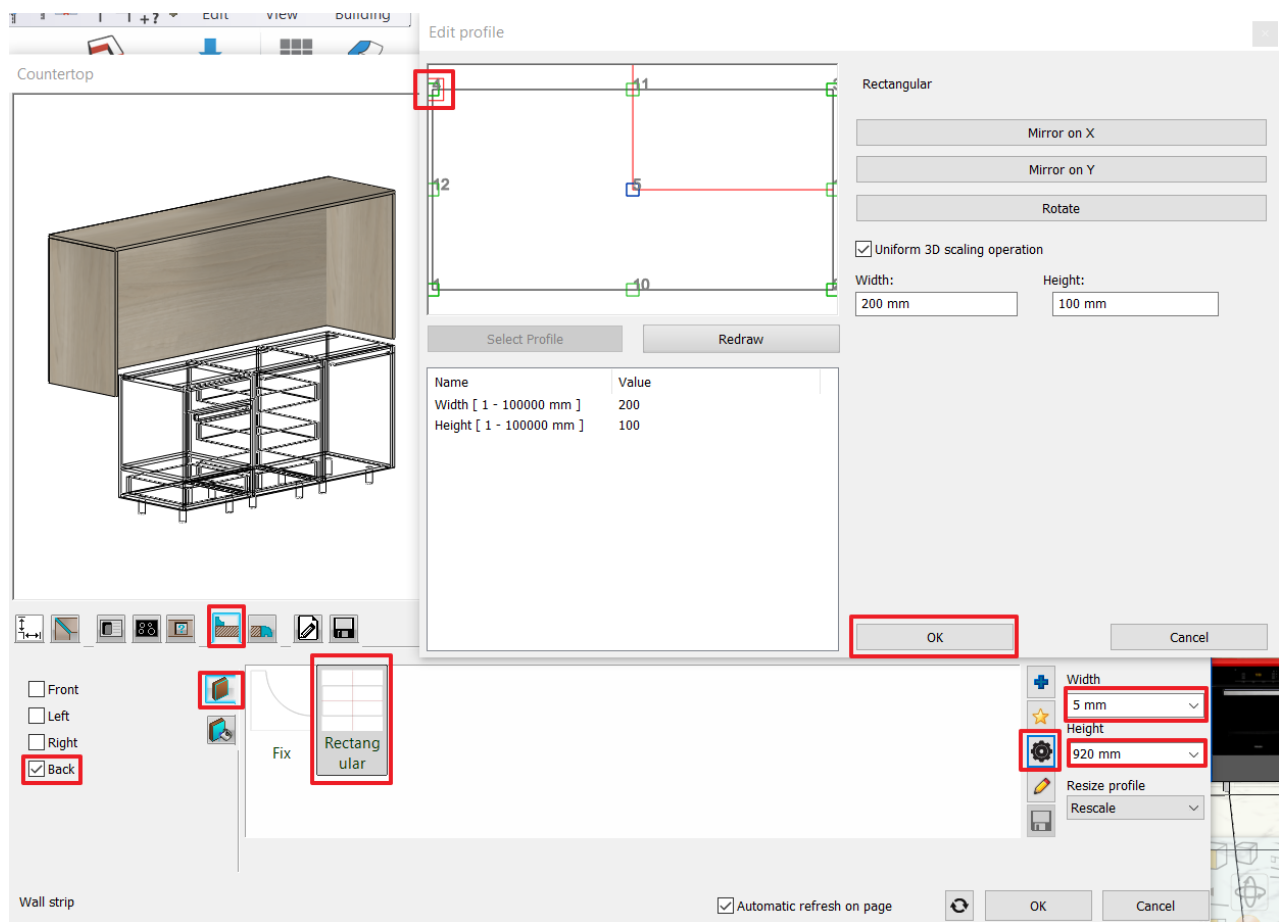 +?
Edit
View
Building
Edit profile
Countertop
4
11
Rectangular
Mirror on X
Mirror on Y
12
5
Rotate
Uniform 3D scaling operation
Width:
Height:
200 mm
100 mm
10
Select Profile
Redraw
Name
Value
Width [ 1 - 100000 mm ]
200
Height [ 1 - 100000 mm ]
100
OK
Cancel
Front
Left
Right
Back
Fix
Rectang
ular
Width
5 mm
Height
920 mm
Resize profile
Rescale
Wall strip
Automatic refresh on page
OK
Cancel